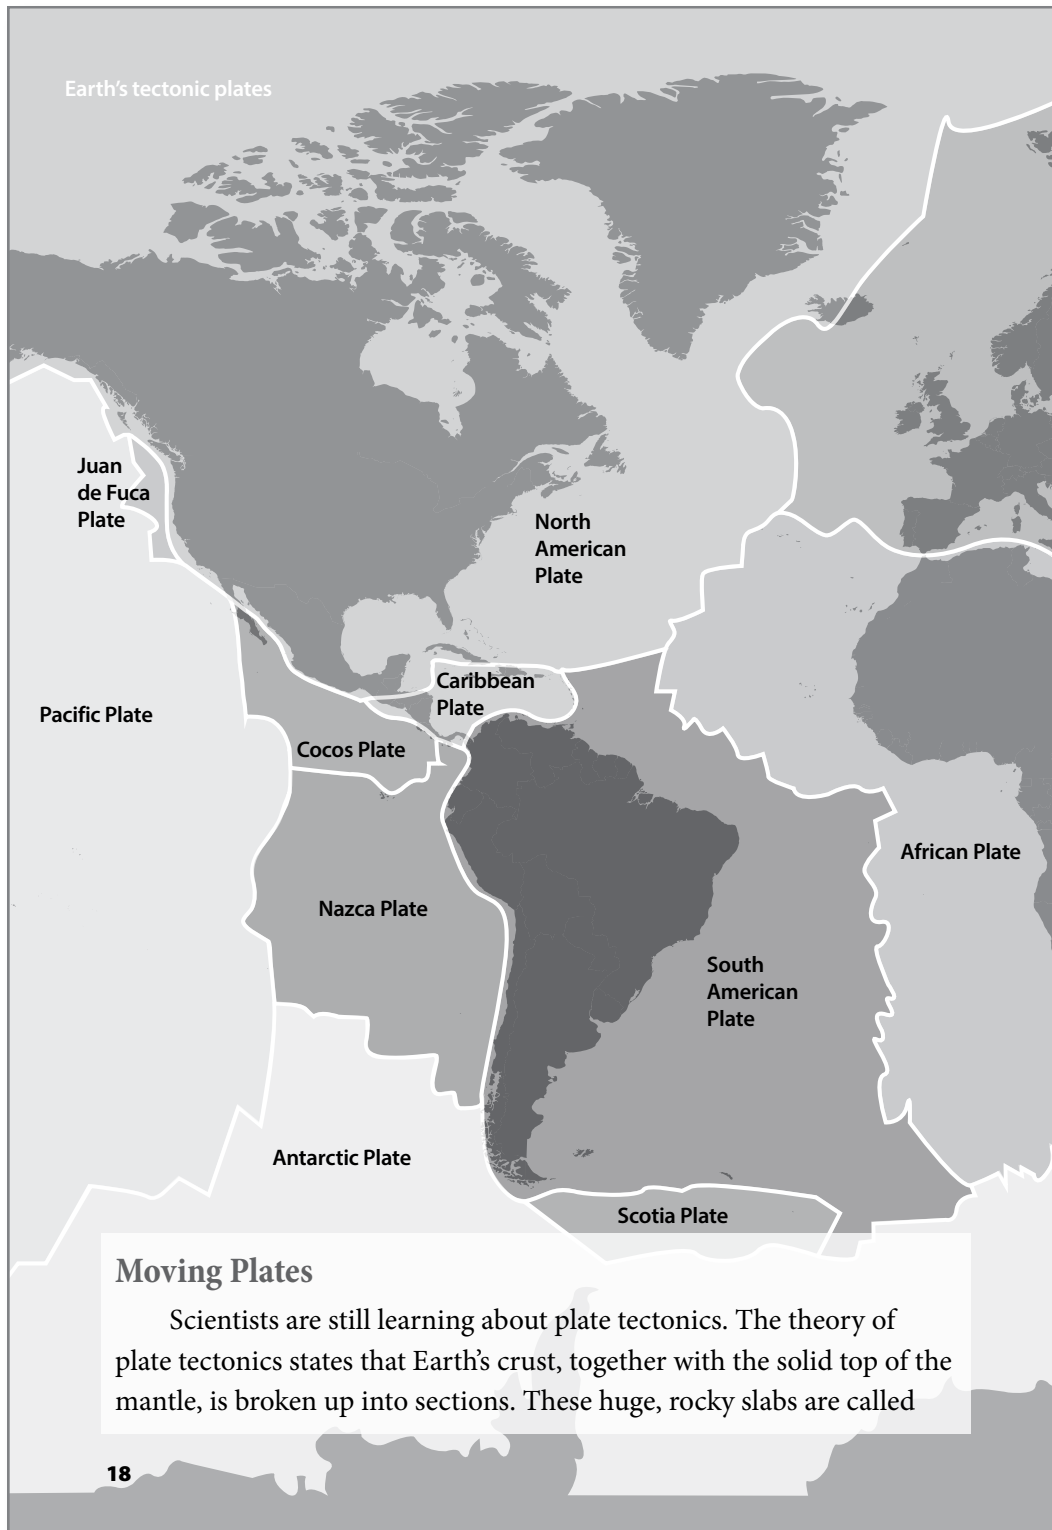 Earth's tectonic plates
Juan
de Fuca
Plate
North
American
Plate
Caribbean
Plate
Pacific Plate
Cocos Plate
African Plate
Nazca Plate
South
American
Plate
Antarctic Plate
Scotia Plate
Moving Plates
Scientists are still learning about plate tectonics. The theory of
plate tectonics states that Earth's crust, together with the solid top of the
mantle, is broken up into sections. These huge, rocky slabs are called
18